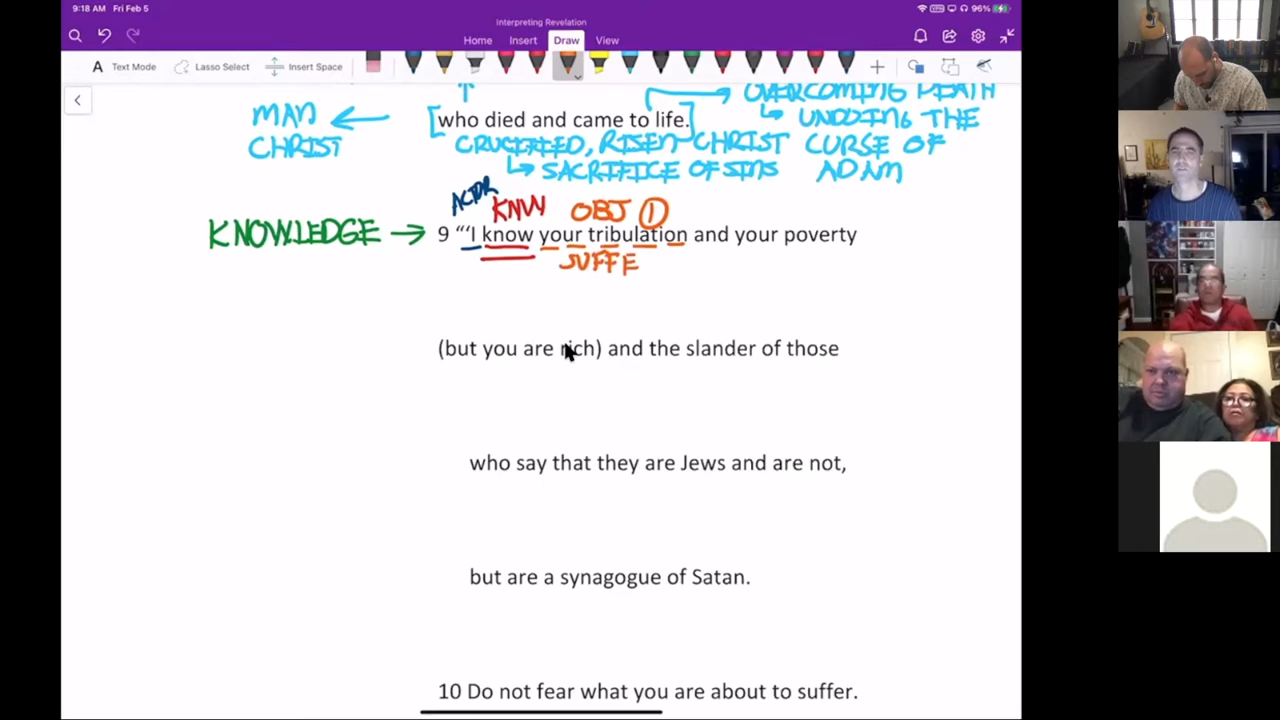 9:18 AM Fri Feb 5
96%
Interpreting Revelation
Home Insert Draw View
Text Mode Lasso Select Insert Space
OVERCOMING DEATH
MAN
CHRIST
[who died and came to life.]
UNDOING THE
CURSE OF
ADAM
CRUCIFIED, RISEN CHRIST
SACRIFICE OF SINS
ACTOR
KNW
OBJ 1
KNOWLEDGE → 9 “‘I know your tribulation and your poverty
SUFFE
(but you are rich) and the slander of those
who say that they are Jews and are not,
but are a synagogue of Satan.
10 Do not fear what you are about to suffer.